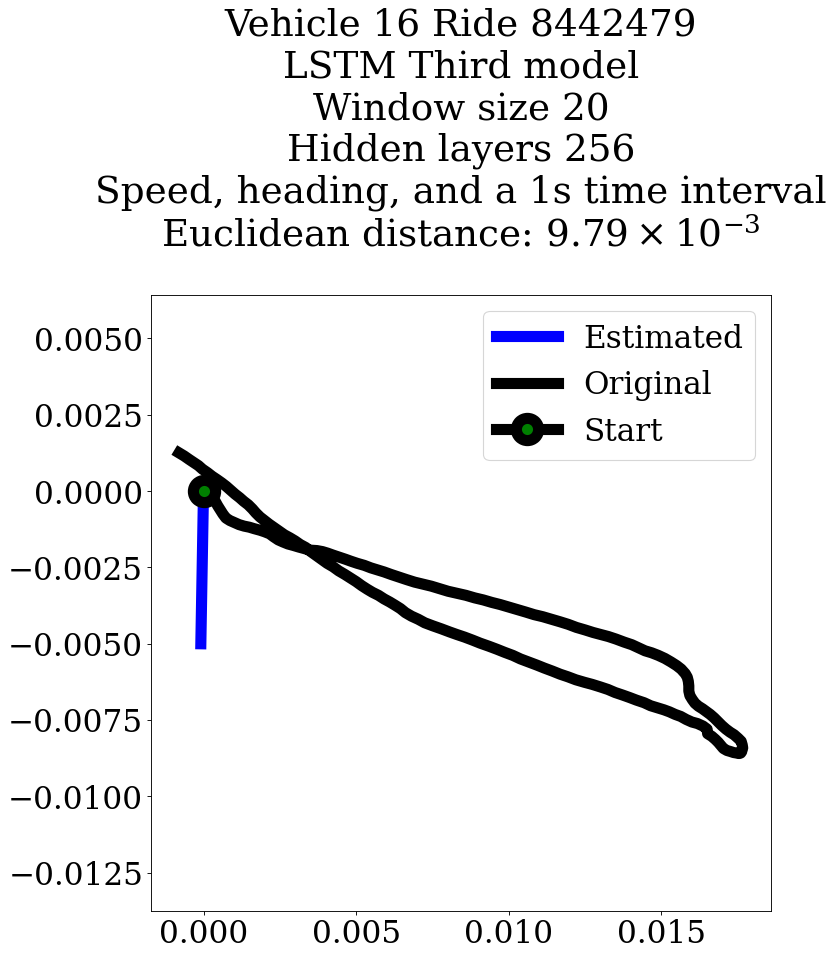 Vehicle 16 Ride 8442479
LSTM Third model
Window size 20
Hidden layers 256
Speed, heading, and a 1s time interval
Euclidean distance: 9.79 × 10⁻³
Estimated
Original
Start
0.0050
0.0025
0.0000
−0.0025
−0.0050
−0.0075
−0.0100
−0.0125
0.000 0.005 0.010 0.015